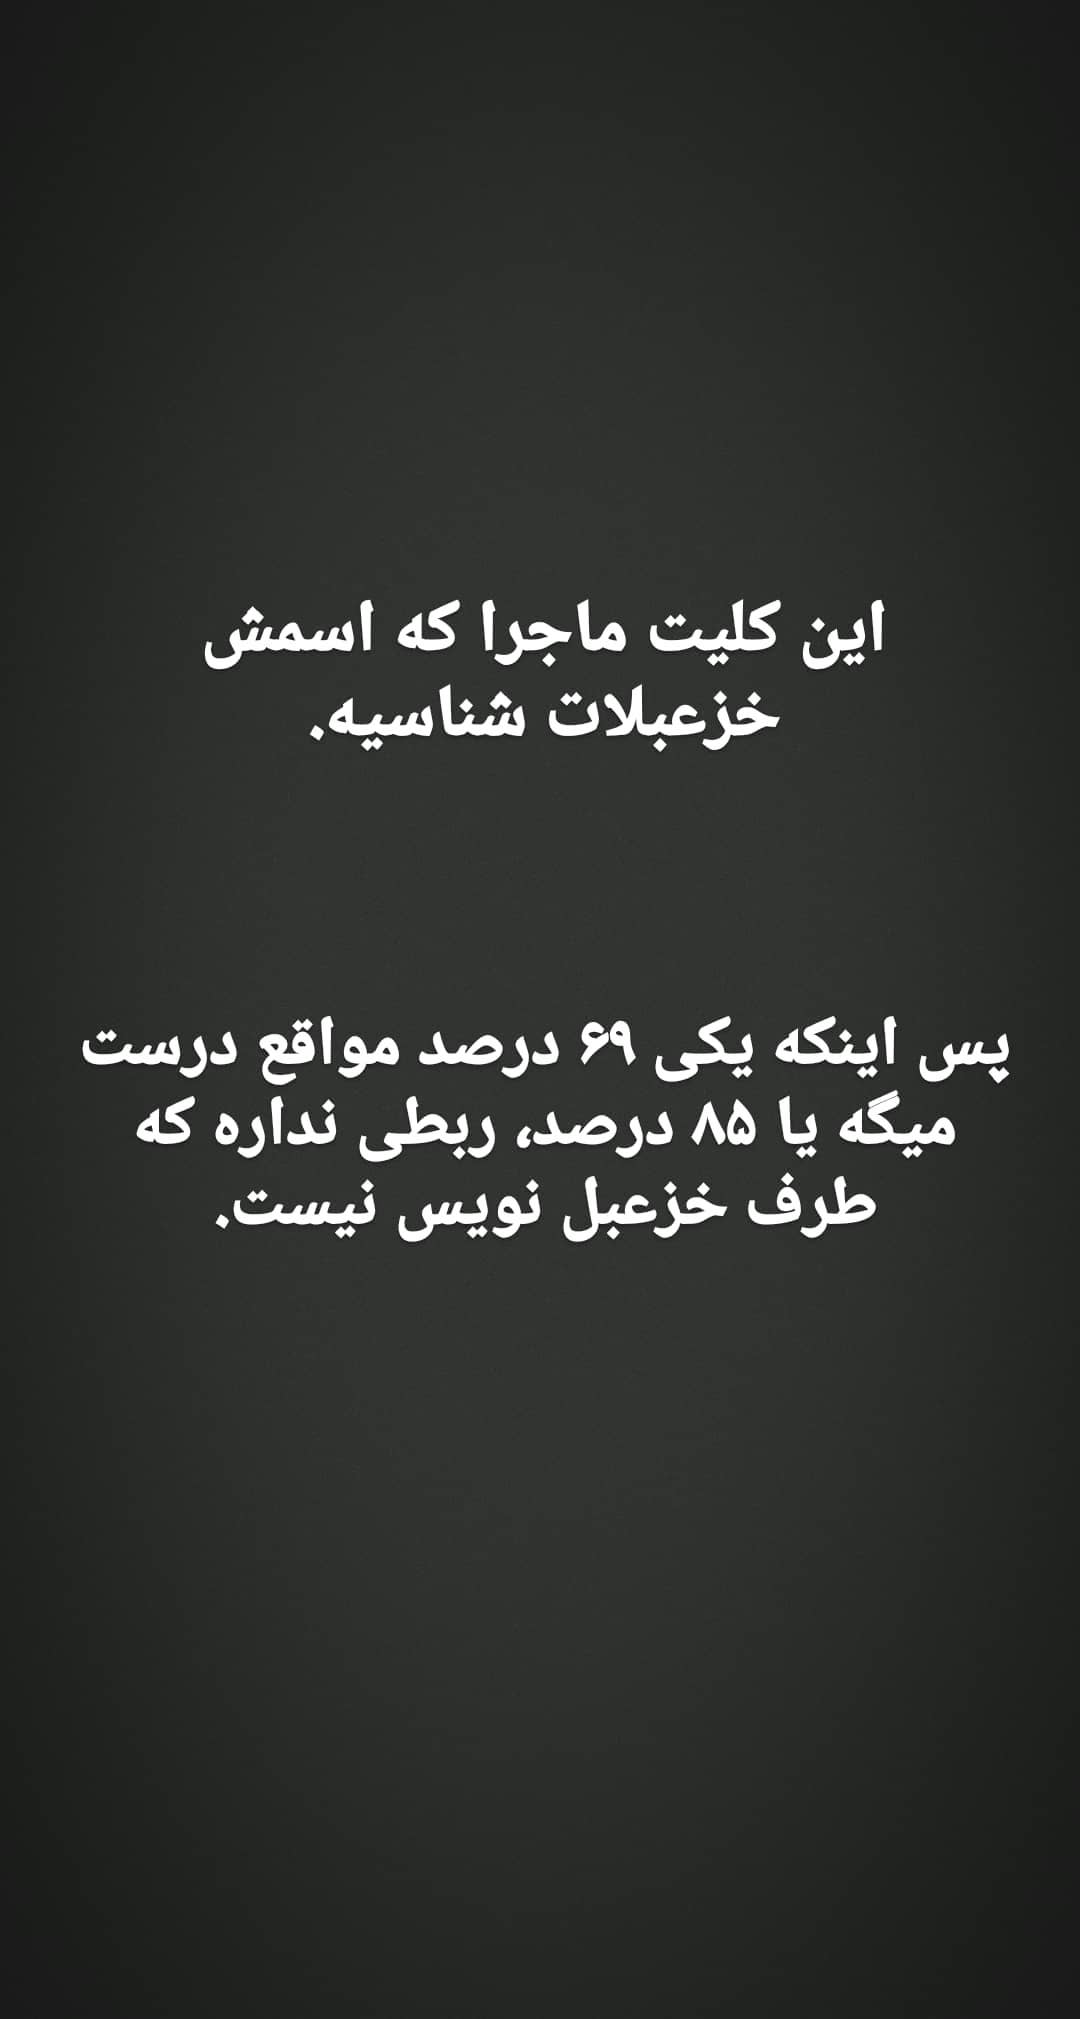 این کلیت ماجرا که اسمش
خزعبلات شناسیه.
پس اینکه یکی ۶۹ درصد مواقع درست
میگه یا ۸۵ درصد، ربطی نداره که
طرف خزعبل نویس نیست.